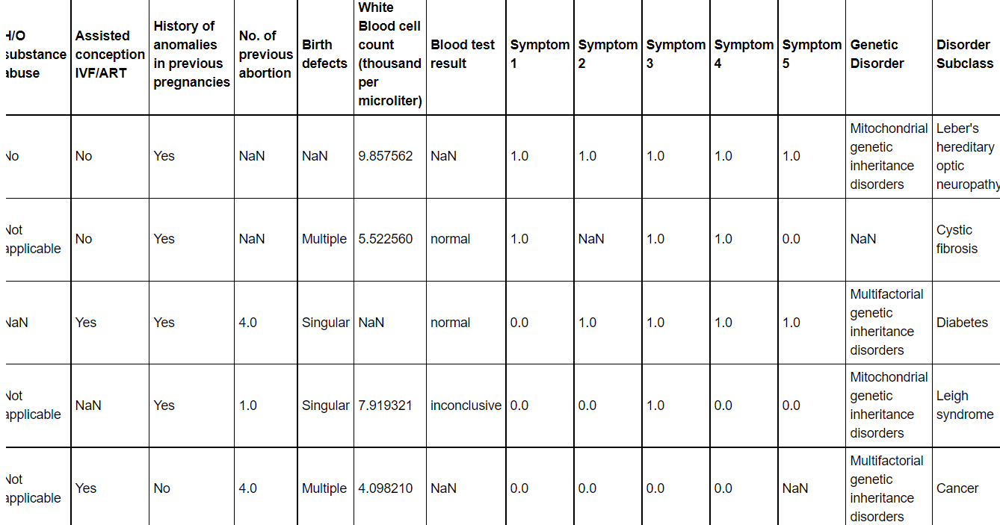 H/O
substance
abuse
Assisted
conception
IVF/ART
History of
anomalies
in previous
pregnancies
No. of
previous
abortion
Birth
defects
White
Blood cell
count
(thousand
per
microliter)
Blood test
result
Symptom
1
Symptom
2
Symptom
3
Symptom
4
Symptom
5
Genetic
Disorder
Disorder
Subclass
No
No
Yes
NaN
NaN
9.857562
NaN
1.0
1.0
1.0
1.0
1.0
Mitochondrial
genetic
inheritance
disorders
Leber's
hereditary
optic
neuropathy
Not
applicable
No
Yes
NaN
Multiple
5.522560
normal
1.0
NaN
1.0
1.0
0.0
NaN
Cystic
fibrosis
NaN
Yes
Yes
4.0
Singular
NaN
normal
0.0
1.0
1.0
1.0
1.0
Multifactorial
genetic
inheritance
disorders
Diabetes
Not
applicable
NaN
Yes
1.0
Singular
7.919321
inconclusive
0.0
0.0
1.0
0.0
0.0
Mitochondrial
genetic
inheritance
disorders
Leigh
syndrome
Not
applicable
Yes
No
4.0
Multiple
4.098210
NaN
0.0
0.0
0.0
0.0
NaN
Multifactorial
genetic
inheritance
disorders
Cancer